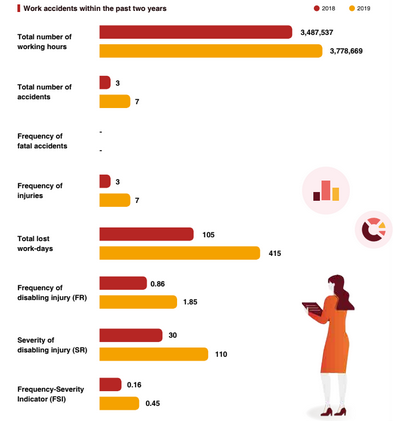 Work accidents within the past two years
2018
2019
Total number of
working hours
3,487,537
3,778,669
Total number of
accidents
3
7
Frequency of
fatal accidents
-
-
Frequency of
injuries
3
7
Total lost
work-days
105
415
Frequency of
disabling injury (FR)
0.86
1.85
Severity of
disabling injury (SR)
30
110
Frequency-Severity
Indicator (FSI)
0.16
0.45